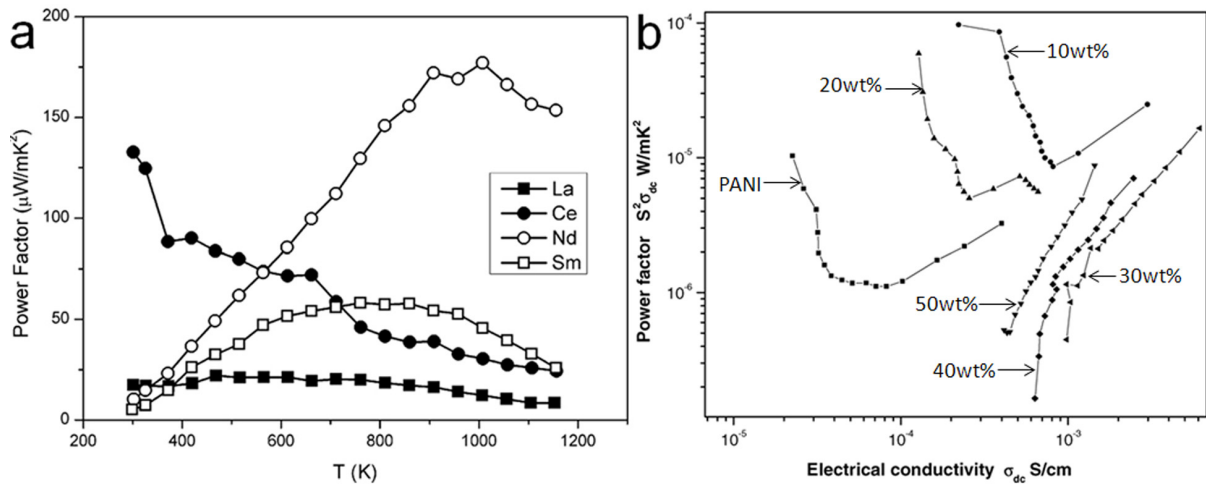 a
Power Factor (μW/mK²)
200
150
100
50
0
La
Ce
Nd
Sm
200 400 600 800 1000 1200
T (K)
b
Power factor S²σdc W/mK²
10⁻⁴
10⁻⁵
10⁻⁶
10wt%
20wt%
PANI
50wt%
30wt%
40wt%
10⁻⁵ 10⁻⁴ 10⁻³
Electrical conductivity σdc S/cm